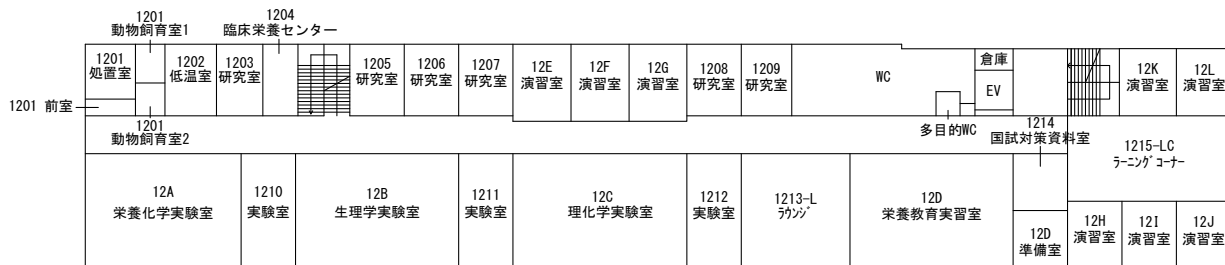 1201
動物飼育室1
1204
臨床栄養センター
1201
処置室
1202
低温室
1203
研究室
1205
研究室
1206
研究室
1207
研究室
12E
演習室
12F
演習室
12G
演習室
1208
研究室
1209
研究室
WC
倉庫
EV
12K
演習室
12L
演習室
1201 前室
1201
動物飼育室2
多目的WC
1214
国試対策資料室
1215-LC
ﾗｰﾆﾝｸﾞｺｰﾅｰ
12A
栄養化学実験室
1210
実験室
12B
生理学実験室
1211
実験室
12C
理化学実験室
1212
実験室
1213-L
ﾗｳﾝｼﾞ
12D
栄養教育実習室
12D
準備室
12H
演習室
12I
演習室
12J
演習室